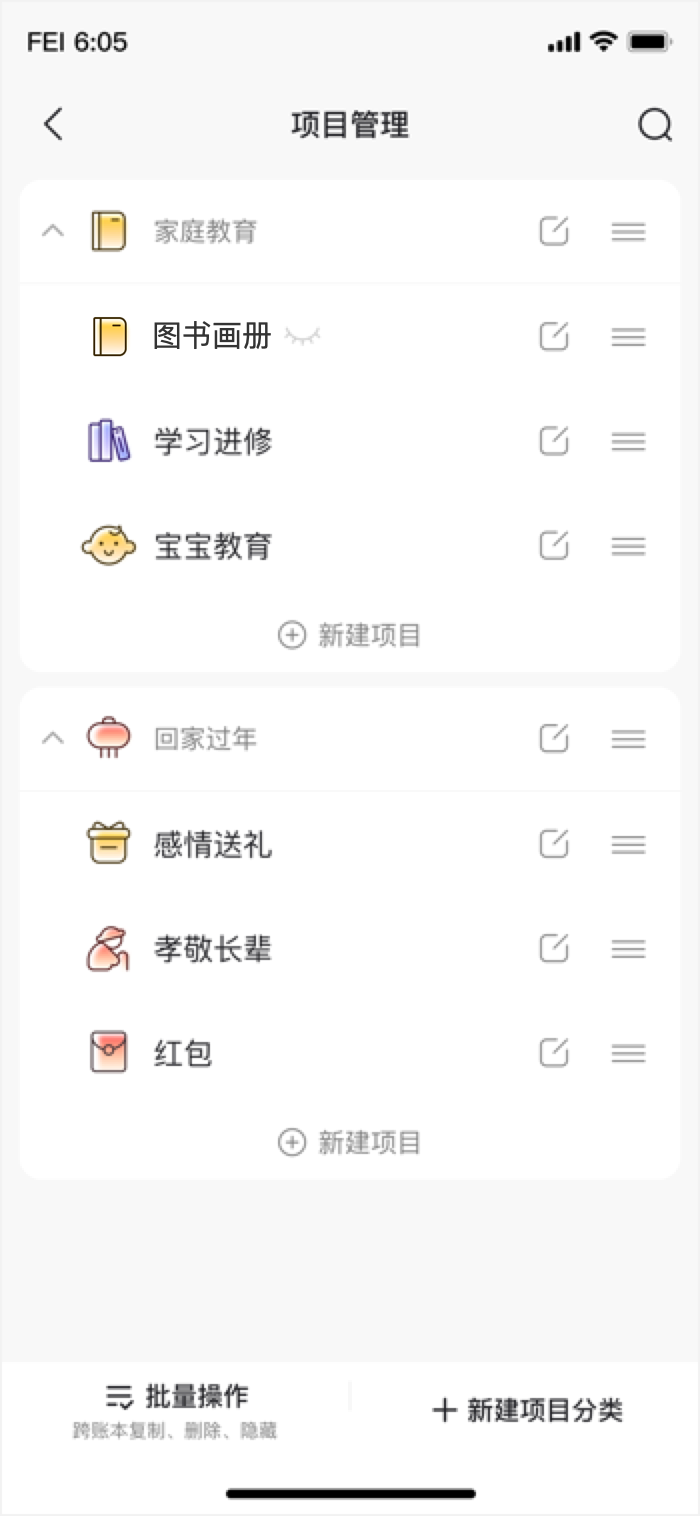 FEI 6:05
项目管理
家庭教育
图书画册
学习进修
宝宝教育
新建项目
回家过年
感情送礼
孝敬长辈
红包
新建项目
批量操作
跨账本复制、删除、隐藏
新建项目分类